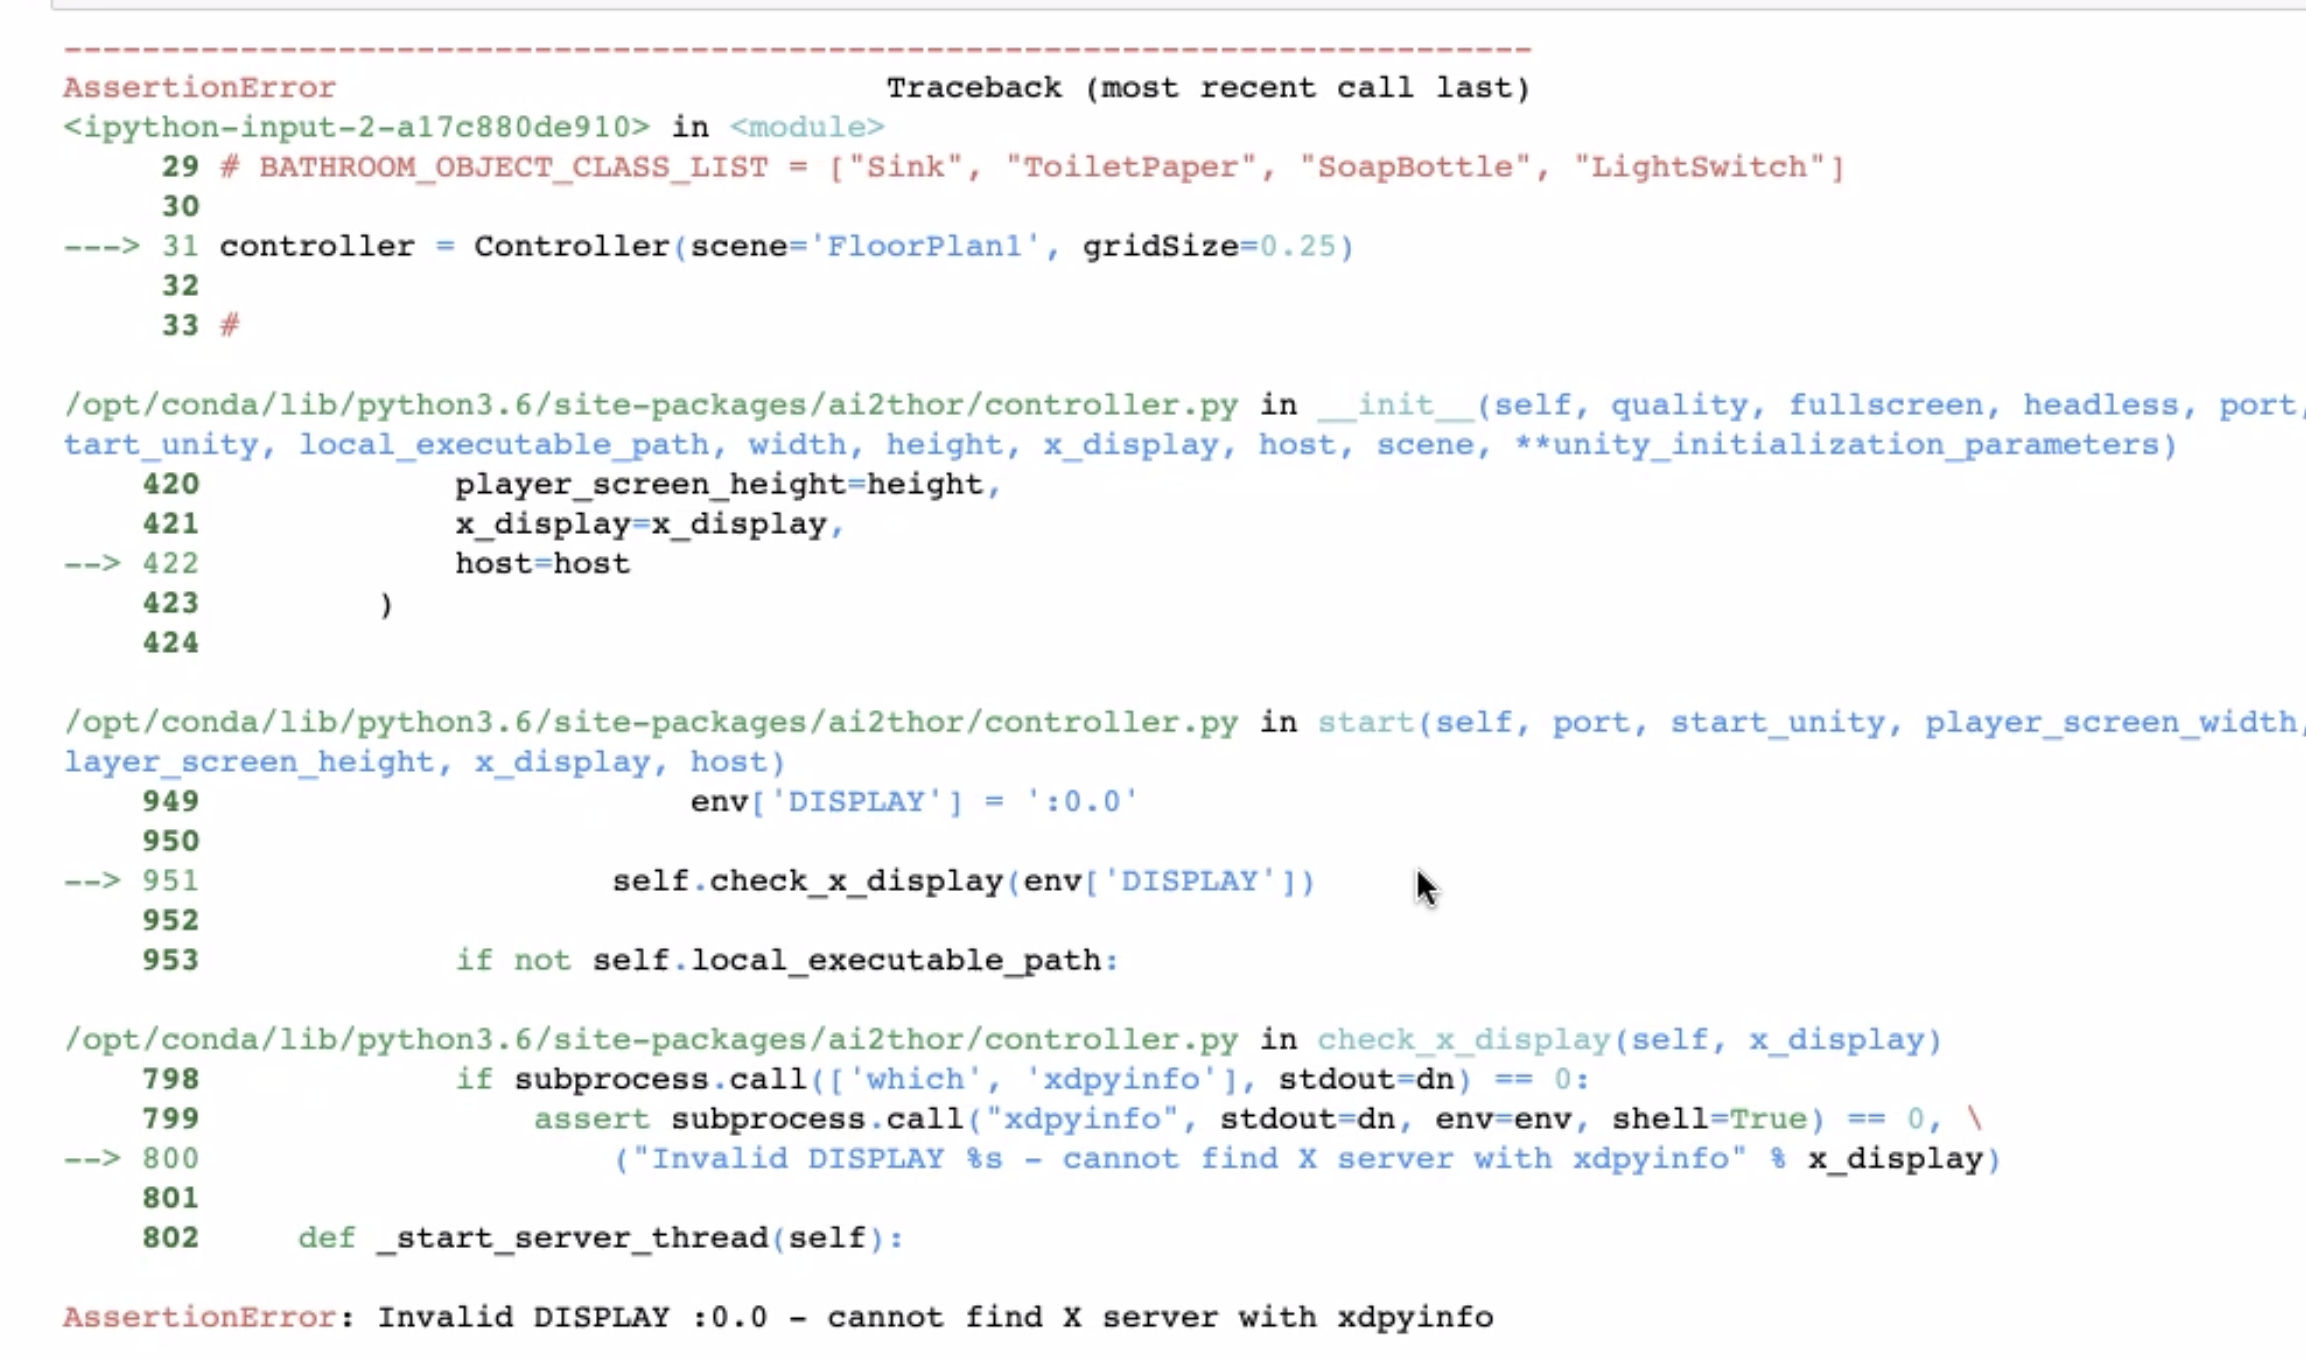 --------------------------------------------------------------------------- 
AssertionError                            Traceback (most recent call last)
<ipython-input-2-a17c880de910> in <module>
     29 # BATHROOM_OBJECT_CLASS_LIST = ["Sink", "ToiletPaper", "SoapBottle", "LightSwitch"]
     30
---> 31 controller = Controller(scene='FloorPlan1', gridSize=0.25)
     32
     33 #
/opt/conda/lib/python3.6/site-packages/ai2thor/controller.py in __init__(self, quality, fullscreen, headless, port,
tart_unity, local_executable_path, width, height, x_display, host, scene, **unity_initialization_parameters)
    420             player_screen_height=height,
    421             x_display=x_display,
--> 422             host=host
    423         )
    424
/opt/conda/lib/python3.6/site-packages/ai2thor/controller.py in start(self, port, start_unity, player_screen_width,
layer_screen_height, x_display, host)
    949                         env['DISPLAY'] = ':0.0'
    950
--> 951                     self.check_x_display(env['DISPLAY'])
    952
    953             if not self.local_executable_path:
/opt/conda/lib/python3.6/site-packages/ai2thor/controller.py in check_x_display(self, x_display)
    798             if subprocess.call(['which', 'xdpyinfo'], stdout=dn) == 0:
    799                 assert subprocess.call("xdpyinfo", stdout=dn, env=env, shell=True) == 0, \
--> 800                     ("Invalid DISPLAY %s - cannot find X server with xdpyinfo" % x_display)
    801
    802     def _start_server_thread(self):
AssertionError: Invalid DISPLAY :0.0 - cannot find X server with xdpyinfo